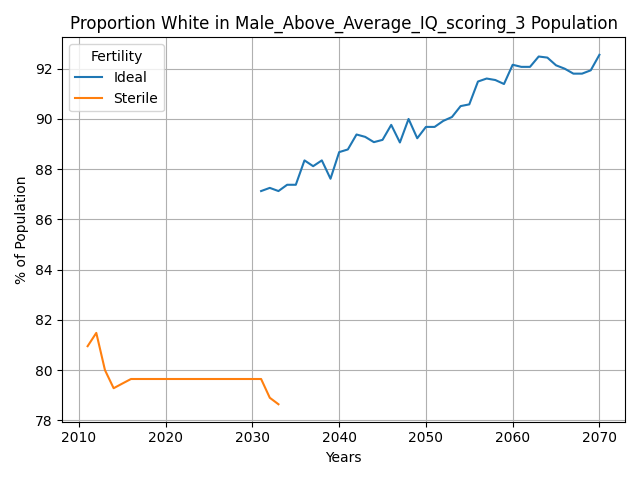 Proportion White in Male_Above_Average_IQ_scoring_3 Population
Fertility
Ideal
Sterile
% of Population
92
90
88
86
84
82
80
78
2010 2020 2030 2040 2050 2060 2070
Years